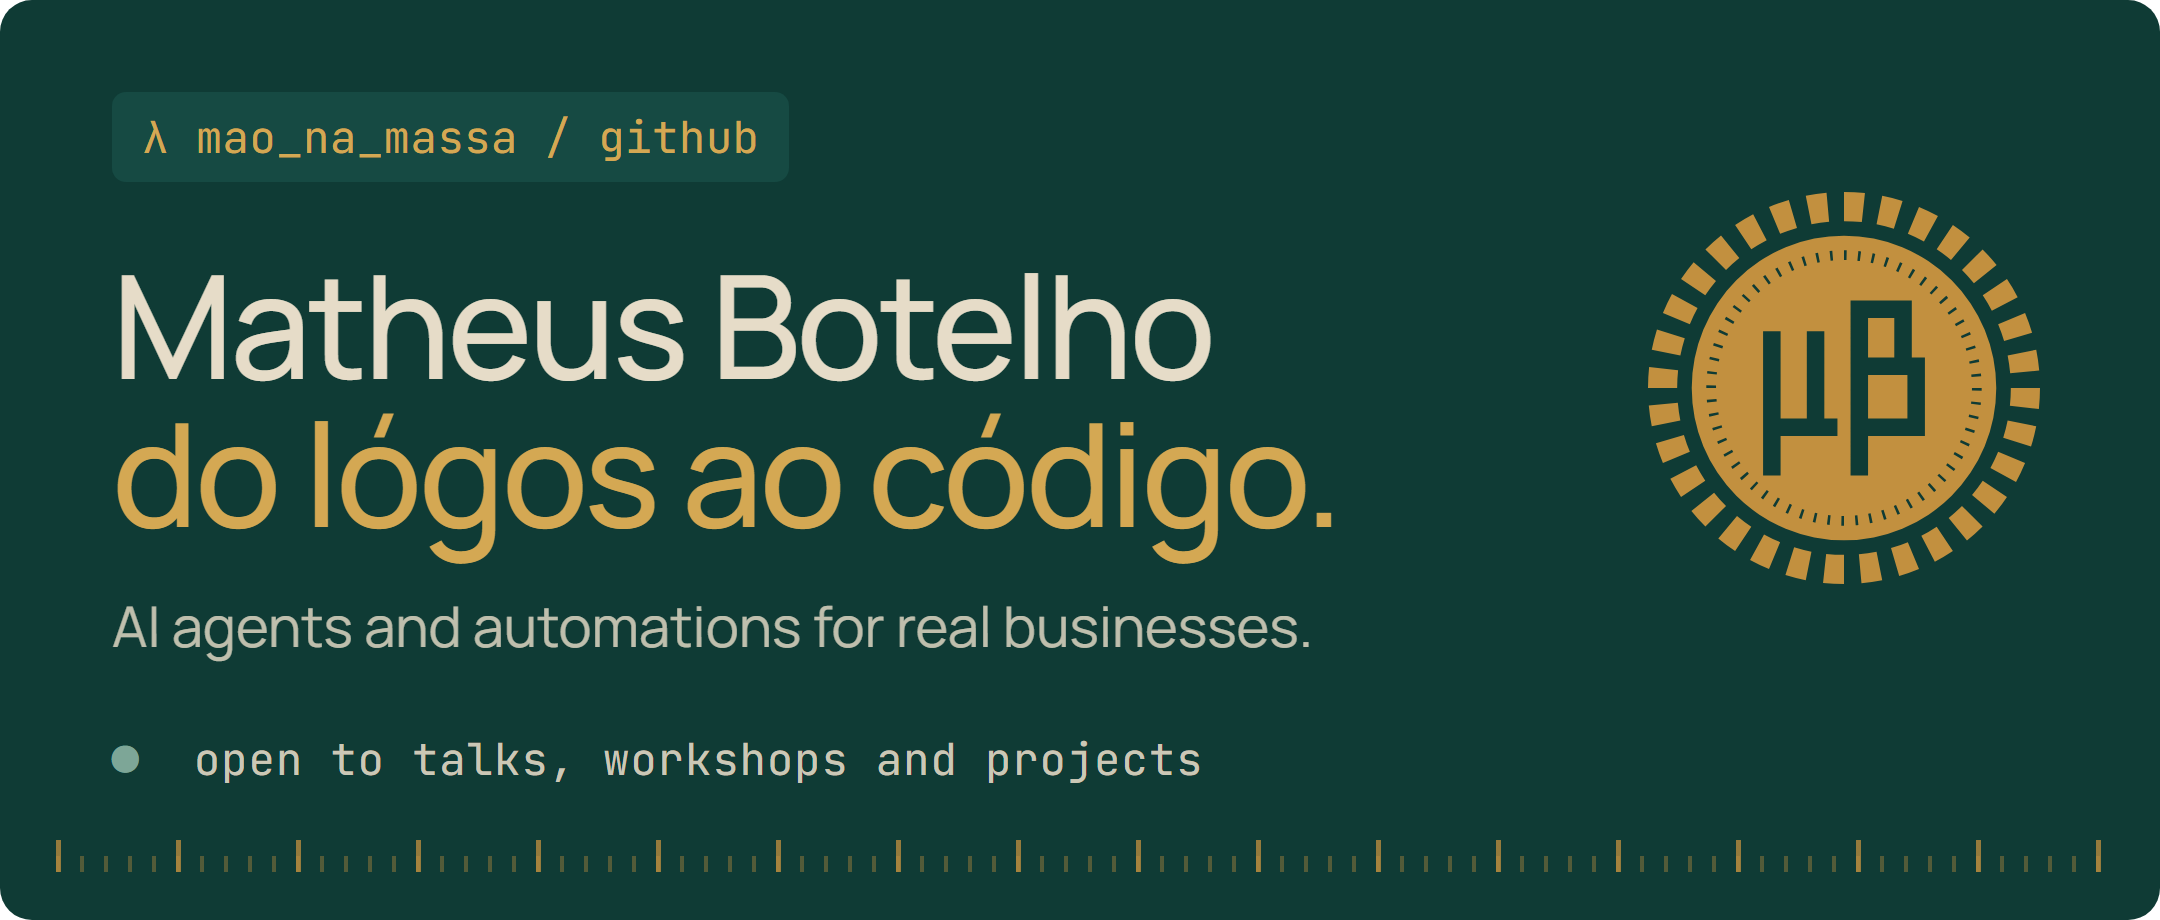 λ mao_na_massa / github
Matheus Botelho
do lógos ao código.
μB
AI agents and automations for real businesses.
open to talks, workshops and projects